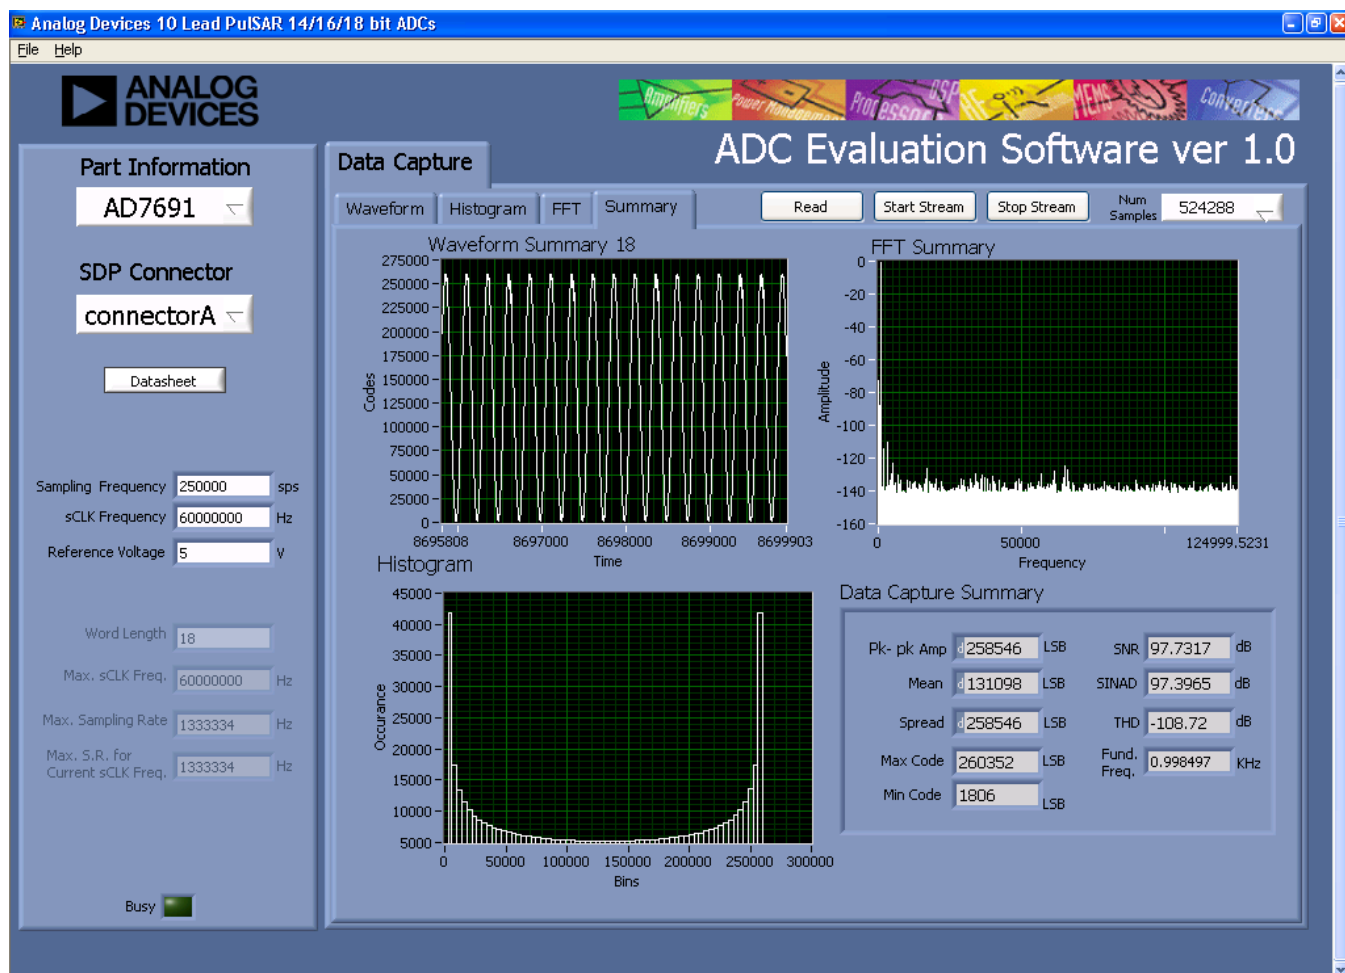 Analog Devices 10 Lead PulSAR 14/16/18 bit ADCs
File Help
ANALOG
DEVICES
Amplifiers Power Management Processors DSP RF MEMS Converters
ADC Evaluation Software ver 1.0
Part Information
AD7691
SDP Connector
connectorA
Datasheet
Sampling Frequency 250000 sps
sCLK Frequency 60000000 Hz
Reference Voltage 5 V
Word Length 18
Max. sCLK Freq. 60000000 Hz
Max. Sampling Rate 1333334 Hz
Max. S.R. for
Current sCLK Freq. 1333334 Hz
Busy
Data Capture
Waveform Histogram FFT Summary
Read Start Stream Stop Stream
Num
Samples 524288
Waveform Summary 18
275000
250000
225000
200000
175000
150000
125000
100000
75000
50000
25000
0
Codes
8695808 8697000 8698000 8699000 8699903
Time
FFT Summary
0
-20
-40
-60
-80
-100
-120
-140
-160
Amplitude
0 50000 124999.5231
Frequency
Histogram
45000
40000
35000
30000
25000
20000
15000
10000
5000
Occurance
0 50000 100000 150000 200000 250000 300000
Bins
Data Capture Summary
Pk- pk Amp d 258546 LSB
Mean d 131098 LSB
Spread d 258546 LSB
Max Code 260352 LSB
Min Code 1806 LSB
SNR 97.7317 dB
SINAD 97.3965 dB
THD -108.72 dB
Fund.
Freq. 0.998497 KHz